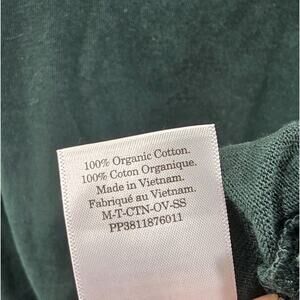 100% Organic Cotton.
100% Coton Organique.
Made in Vietnam.
Fabriqué au Vietnam.
M-T-CTN-OV-SS
PP3811876011